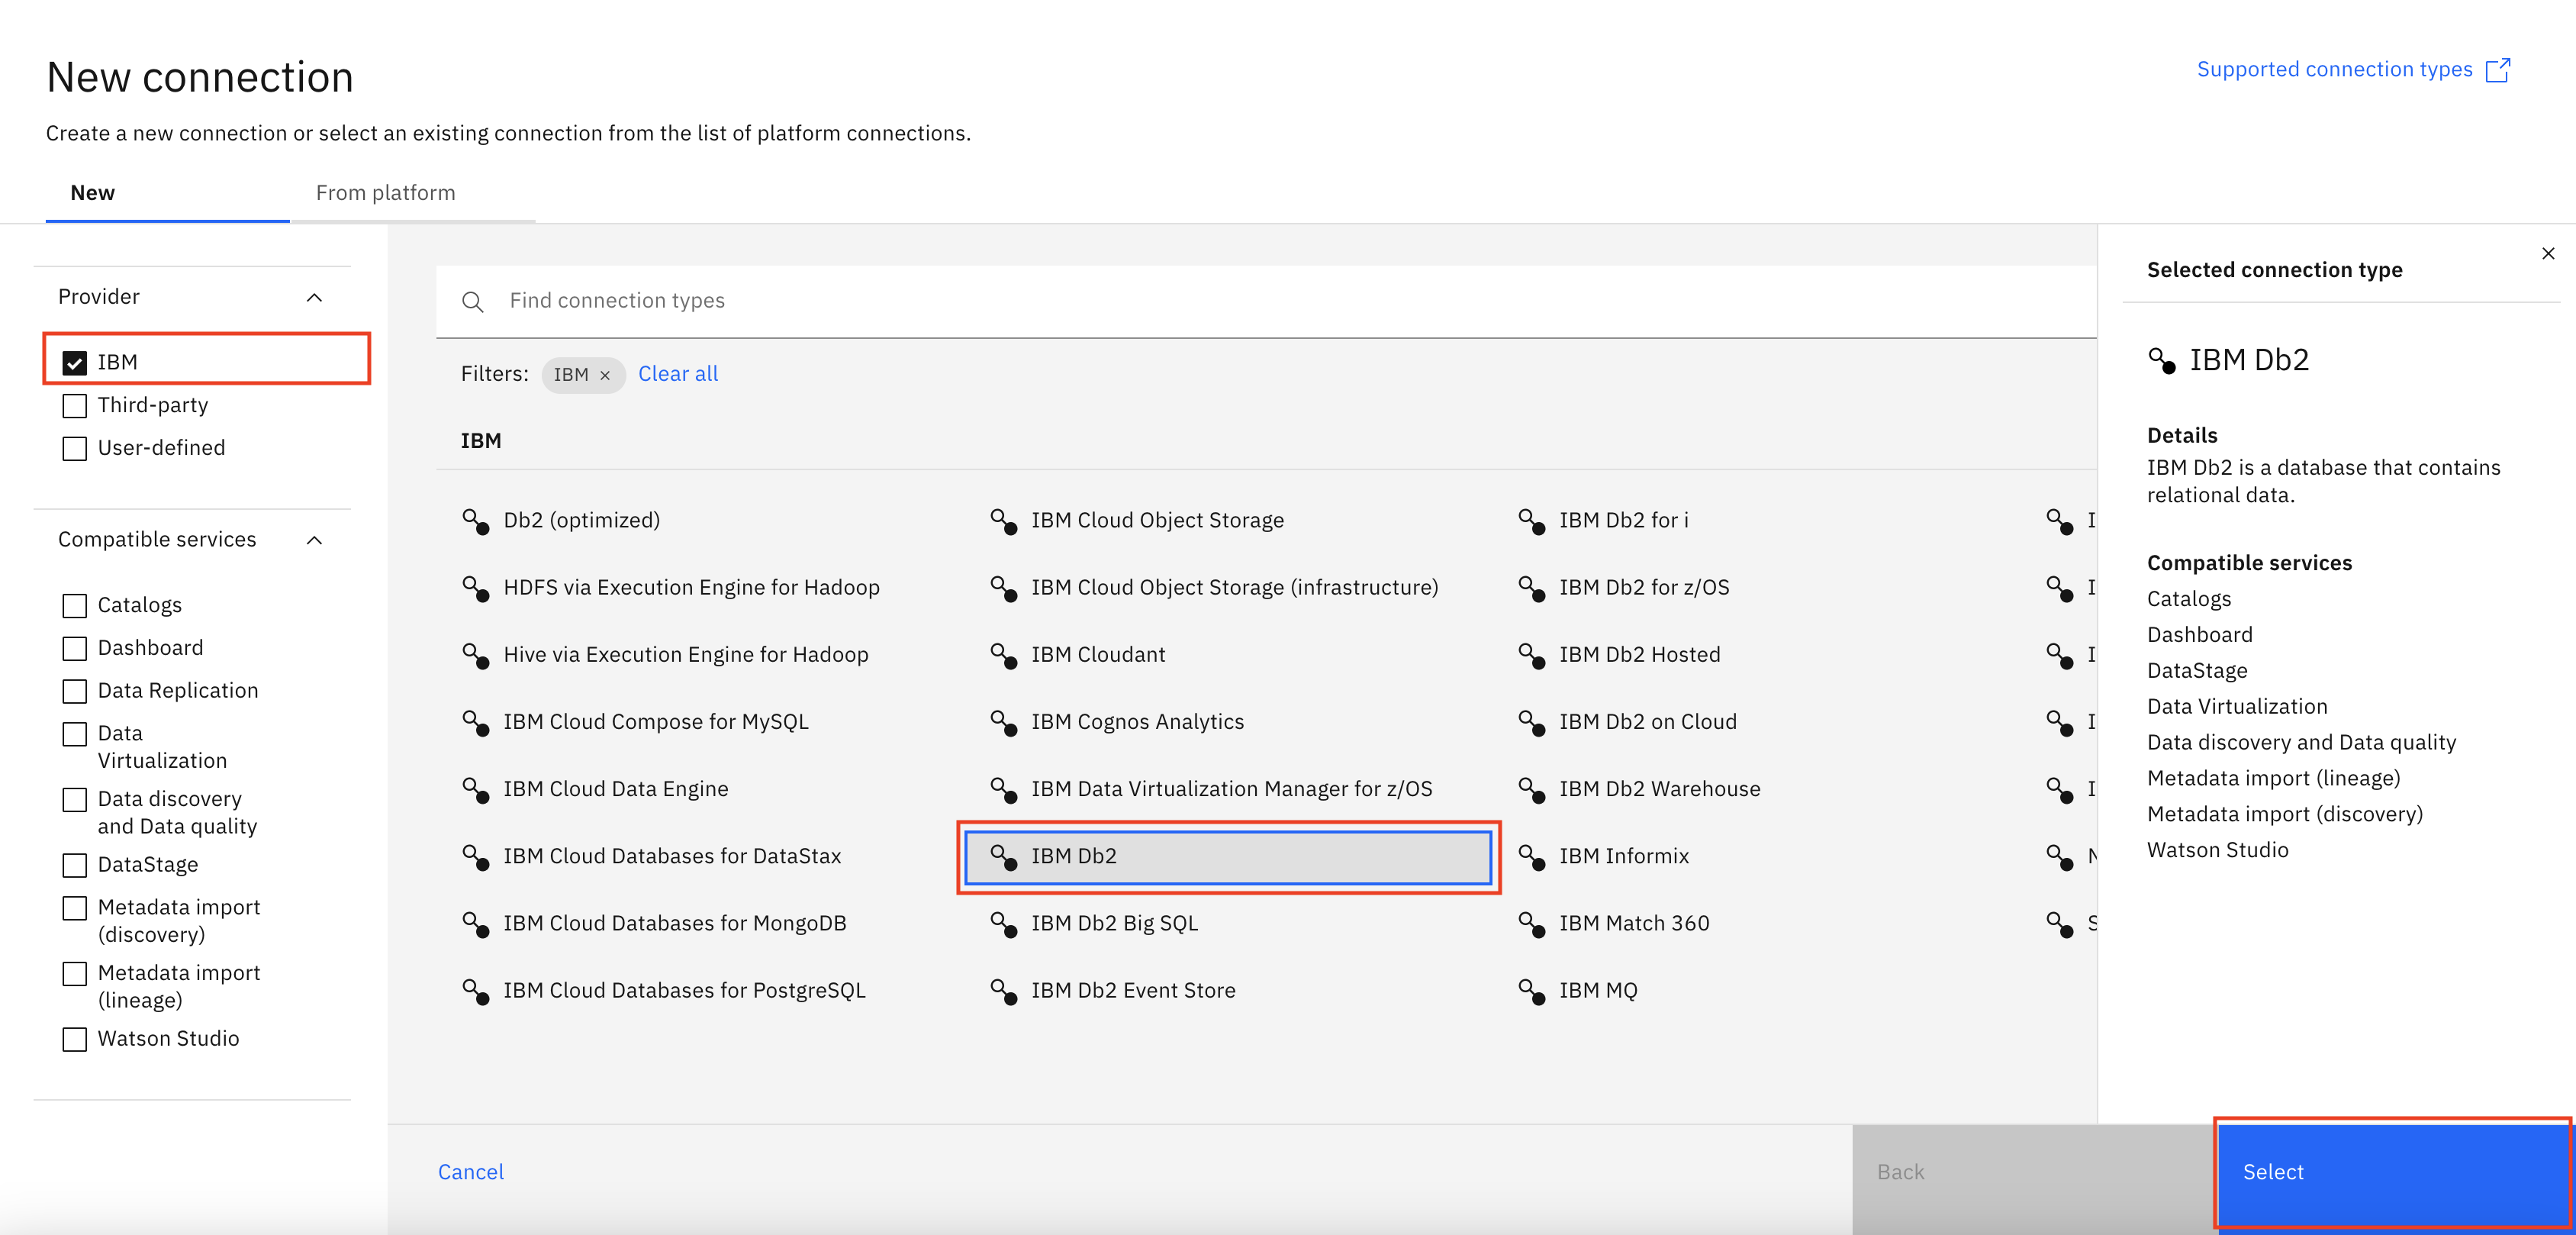 New connection
Supported connection types
Create a new connection or select an existing connection from the list of platform connections.
New
From platform
Provider
IBM
Third-party
User-defined
Compatible services
Catalogs
Dashboard
Data Replication
Data
Virtualization
Data discovery
and Data quality
DataStage
Metadata import
(discovery)
Metadata import
(lineage)
Watson Studio
Find connection types
Filters: IBM × Clear all
IBM
Db2 (optimized)
HDFS via Execution Engine for Hadoop
Hive via Execution Engine for Hadoop
IBM Cloud Compose for MySQL
IBM Cloud Data Engine
IBM Cloud Databases for DataStax
IBM Cloud Databases for MongoDB
IBM Cloud Databases for PostgreSQL
IBM Cloud Object Storage
IBM Cloud Object Storage (infrastructure)
IBM Cloudant
IBM Cognos Analytics
IBM Data Virtualization Manager for z/OS
IBM Db2
IBM Db2 Big SQL
IBM Db2 Event Store
IBM Db2 for i
IBM Db2 for z/OS
IBM Db2 Hosted
IBM Db2 on Cloud
IBM Db2 Warehouse
IBM Informix
IBM Match 360
IBM MQ
Selected connection type
IBM Db2
Details
IBM Db2 is a database that contains
relational data.
Compatible services
Catalogs
Dashboard
DataStage
Data Virtualization
Data discovery and Data quality
Metadata import (lineage)
Metadata import (discovery)
Watson Studio
Cancel
Back
Select